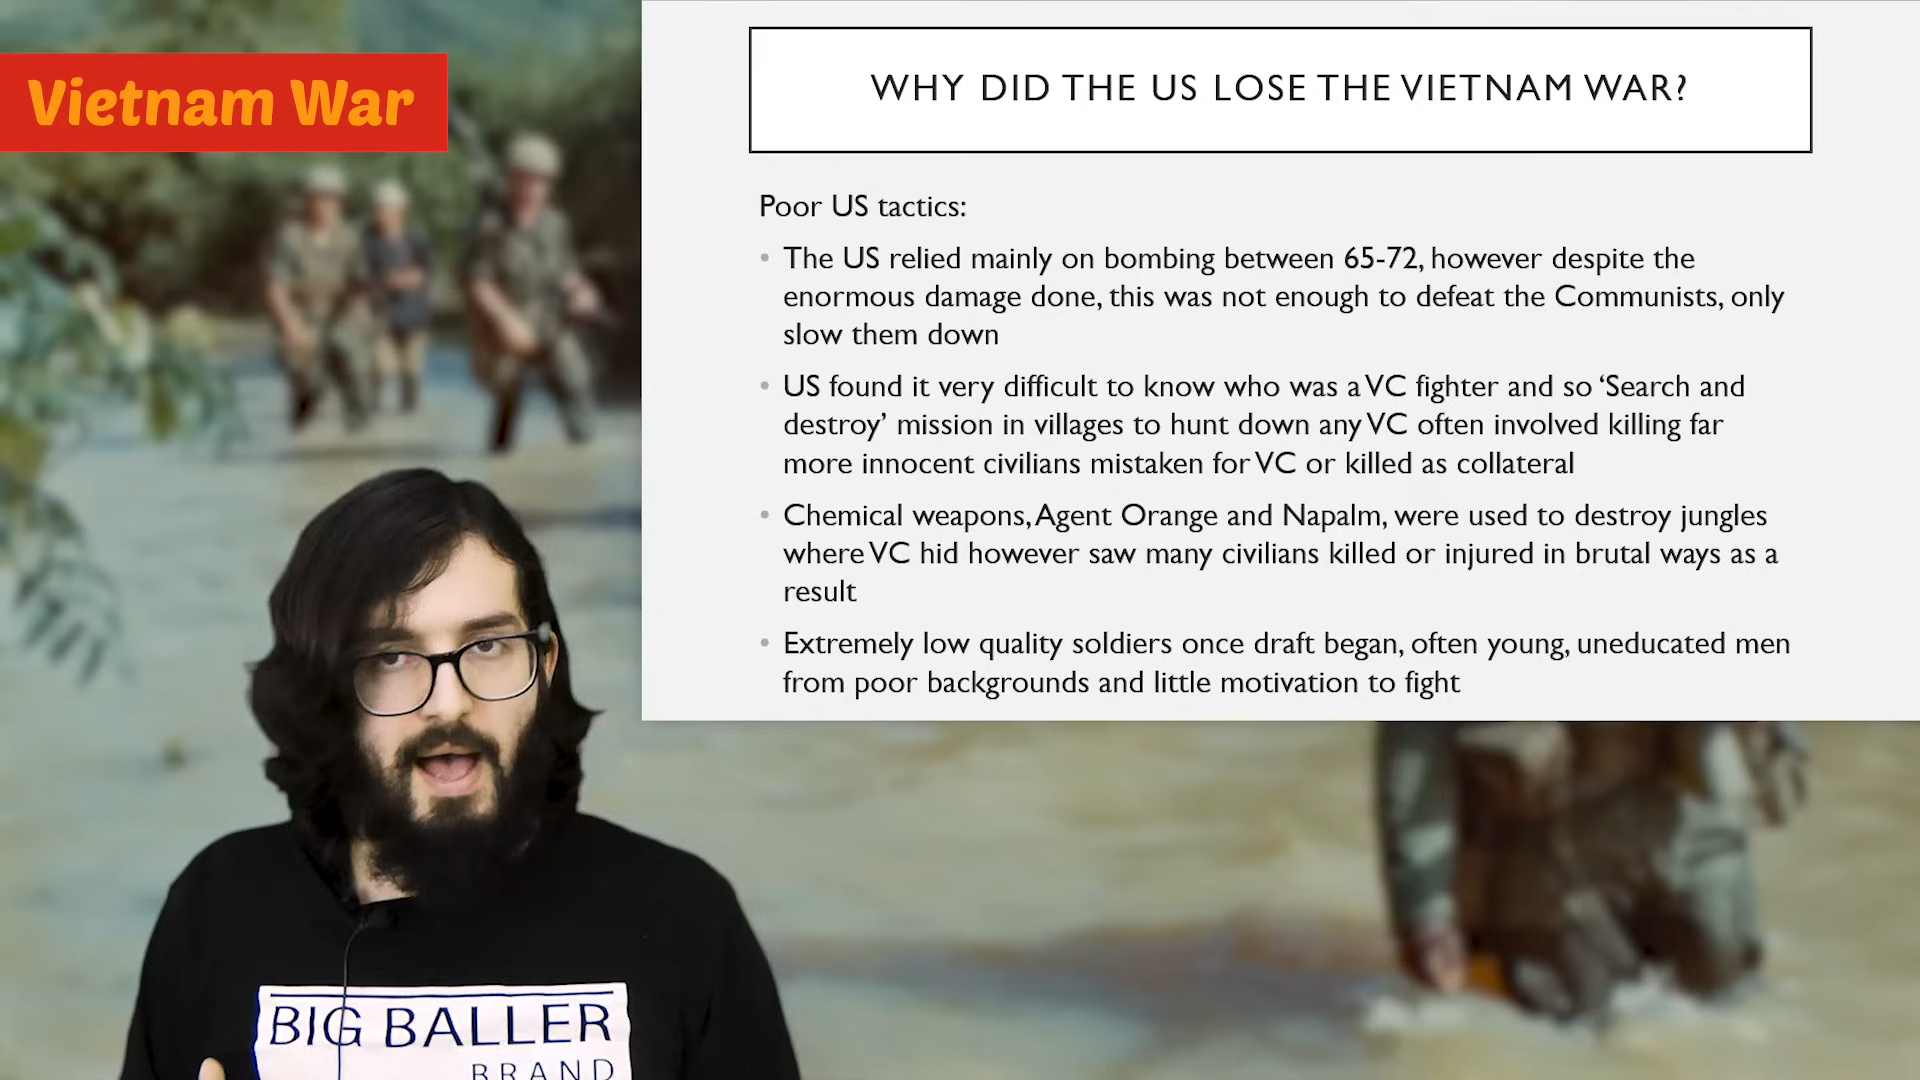 Vietnam War
WHY DID THE US LOSE THE VIETNAM WAR?
Poor US tactics:
• The US relied mainly on bombing between 65-72, however despite the
enormous damage done, this was not enough to defeat the Communists, only
slow them down
• US found it very difficult to know who was a VC fighter and so ‘Search and
destroy’ mission in villages to hunt down any VC often involved killing far
more innocent civilians mistaken for VC or killed as collateral
• Chemical weapons, Agent Orange and Napalm, were used to destroy jungles
where VC hid however saw many civilians killed or injured in brutal ways as a
result
• Extremely low quality soldiers once draft began, often young, uneducated men
from poor backgrounds and little motivation to fight
BIG BALLER
BRAND